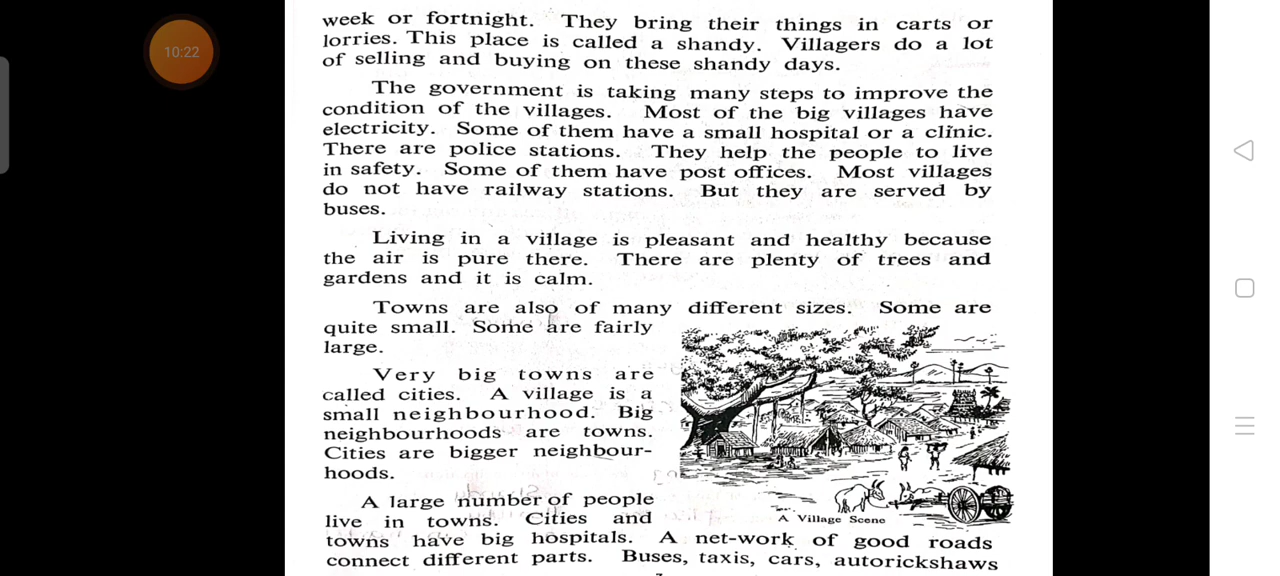 10:22
week or fortnight. They bring their things in carts or
lorries. This place is called a shandy. Villagers do a lot
of selling and buying on these shandy days.
The government is taking many steps to improve the
condition of the villages. Most of the big villages have
electricity. Some of them have a small hospital or a clinic.
There are police stations. They help the people to live
in safety. Some of them have post offices. Most villages
do not have railway stations. But they are served by
buses.
Living in a village is pleasant and healthy because
the air is pure there. There are plenty of trees and
gardens and it is calm.
Towns are also of many different sizes. Some are
quite small. Some are fairly
large.
Very big towns are
called cities. A village is a
small neighbourhood. Big
neighbourhoods are towns.
Cities are bigger neighbour-
hoods.
A large number of people
live in towns. Cities and
towns have big hospitals. A net-work of good roads
connect different parts. Buses, taxis, cars, autorickshaws
A Village Scene